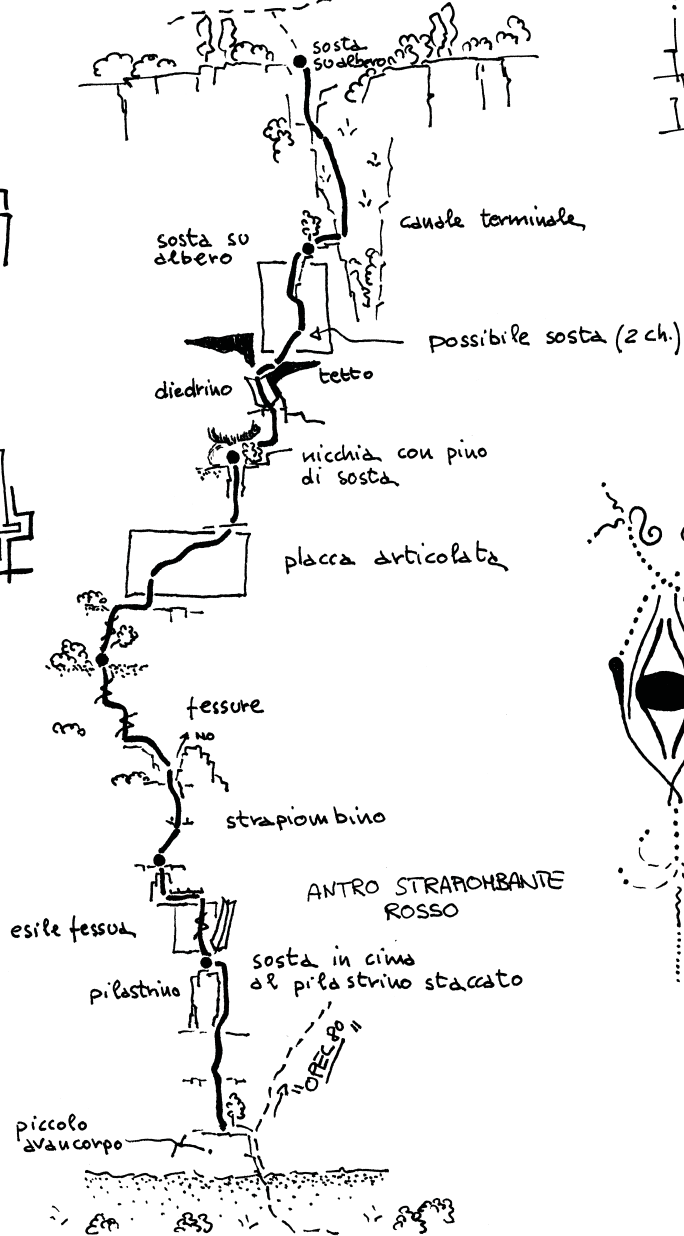 sosta
su albero
canale terminale
sosta su
albero
possibile sosta (2 ch.)
tetto
diedrino
nicchia con pino
di sosta
placca articolata
fessure
NO
strapiombino
ANTRO STRAPIOMBANTE
ROSSO
esile fessua
sosta in cima
al pilastrino staccato
pilastrino
"OPEC 80"
piccolo
avancorpo